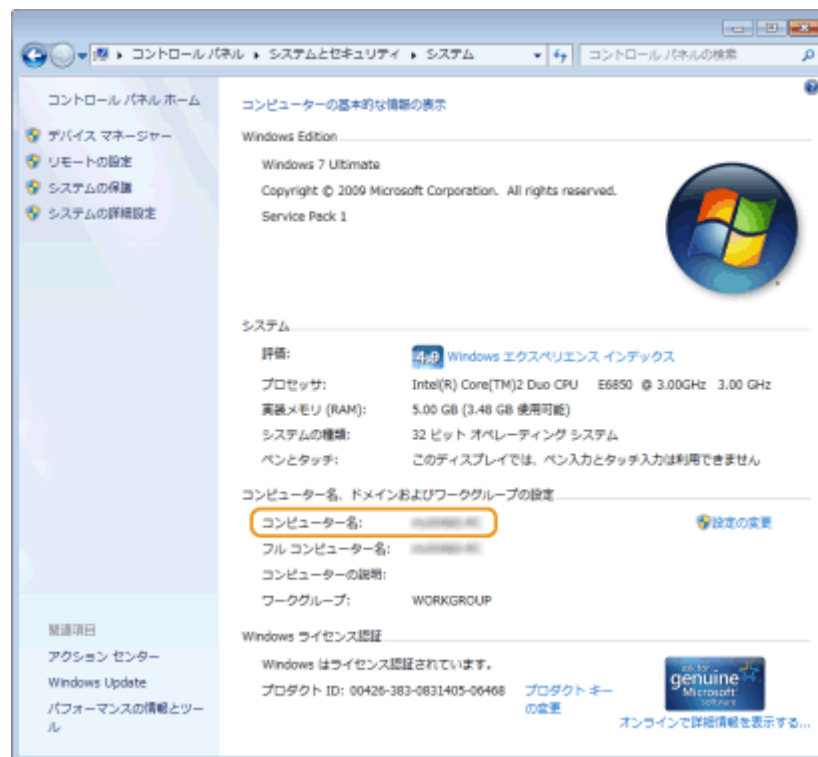 コントロール パネル ▸ システムとセキュリティ ▸ システム
コントロール パネルの検索
コントロール パネル ホーム
デバイス マネージャー
リモートの設定
システムの保護
システムの詳細設定
コンピューターの基本的な情報の表示
Windows Edition
Windows 7 Ultimate
Copyright © 2009 Microsoft Corporation. All rights reserved.
Service Pack 1
システム
評価: 4.9 Windows エクスペリエンス インデックス
プロセッサ: Intel(R) Core(TM)2 Duo CPU E6850 @ 3.00GHz 3.00 GHz
実装メモリ (RAM): 5.00 GB (3.48 GB 使用可能)
システムの種類: 32 ビット オペレーティング システム
ペンとタッチ: このディスプレイでは、ペン入力とタッチ入力は利用できません
コンピューター名、ドメインおよびワークグループの設定
コンピューター名:
設定の変更
フル コンピューター名:
コンピューターの説明:
ワークグループ: WORKGROUP
Windows ライセンス認証
Windows はライセンス認証されています。
プロダクト ID: 00426-383-0831405-06468
プロダクト キー
の変更
ask for
genuine
Microsoft
software
オンラインで詳細情報を表示する...
関連項目
アクション センター
Windows Update
パフォーマンスの情報とツー
ル